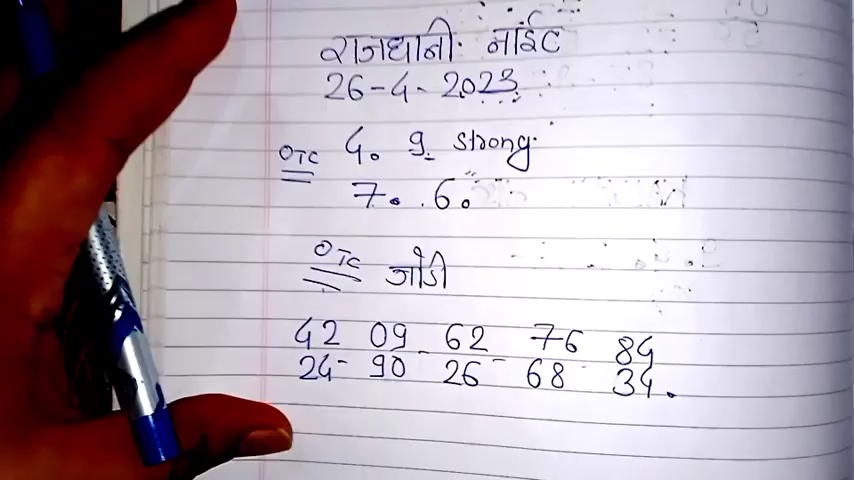 राजधानी. नाईट
26-4-2023
OTC 4. 9 strong.
7. .6.
OTC जोडी
42 09 - 62 76 84
24- 90 26 - 68 34.